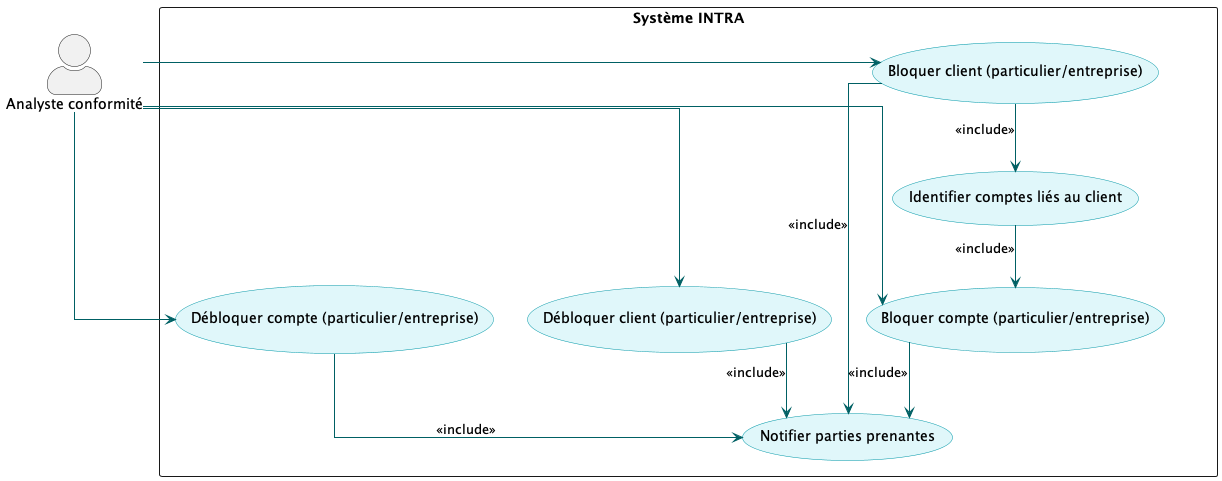 Système INTRA
Analyste conformité
Bloquer client (particulier/entreprise)
«include»
Identifier comptes liés au client
«include»
«include»
Débloquer compte (particulier/entreprise)
Débloquer client (particulier/entreprise)
Bloquer compte (particulier/entreprise)
«include»
«include»
«include»
Notifier parties prenantes